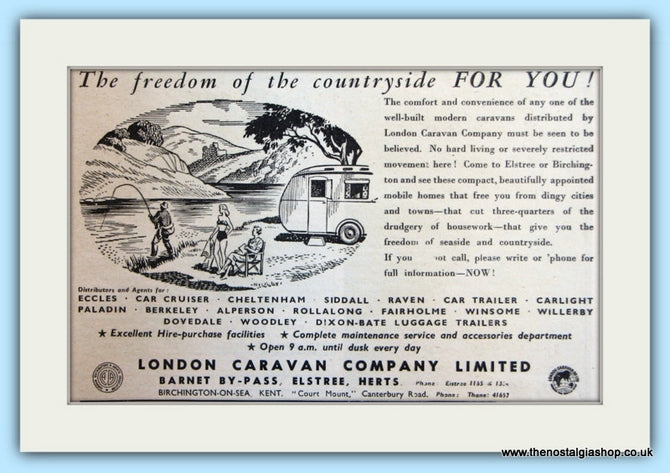 The freedom of the countryside FOR YOU!
The comfort and convenience of any one of the
well-built modern caravans distributed by
London Caravan Company must be seen to be
believed. No hard living or severely restricted
movement here! Come to Elstree or Birching-
ton and see these compact, beautifully appointed
mobile homes that free you from dingy cities
and towns—that cut three-quarters of the
drudgery of housework—that give you the
freedom of seaside and countryside.
If you ot call, please write or 'phone for
full information—NOW!
Distributors and Agents for:
ECCLES · CAR CRUISER · CHELTENHAM · SIDDALL · RAVEN · CAR TRAILER · CARLIGHT
PALADIN · BERKELEY · ALPERSON · ROLLALONG · FAIRHOLME · WINSOME · WILLERBY
DOVEDALE · WOODLEY · DIXON-BATE LUGGAGE TRAILERS
★ Excellent Hire-purchase facilities ★ Complete maintenance service and accessories department
★ Open 9 a.m. until dusk every day
LONDON CARAVAN COMPANY LIMITED
BARNET BY-PASS, ELSTREE, HERTS. Phone: Elstree 1155 &
BIRCHINGTON-ON-SEA, KENT. "Court Mount," Canterbury Road. Phone: Thanet 41657
www.thenostalgiashop.co.uk